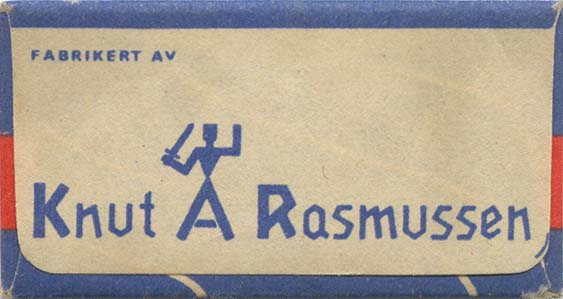 FABRIKERT AV
Knut A Rasmussen